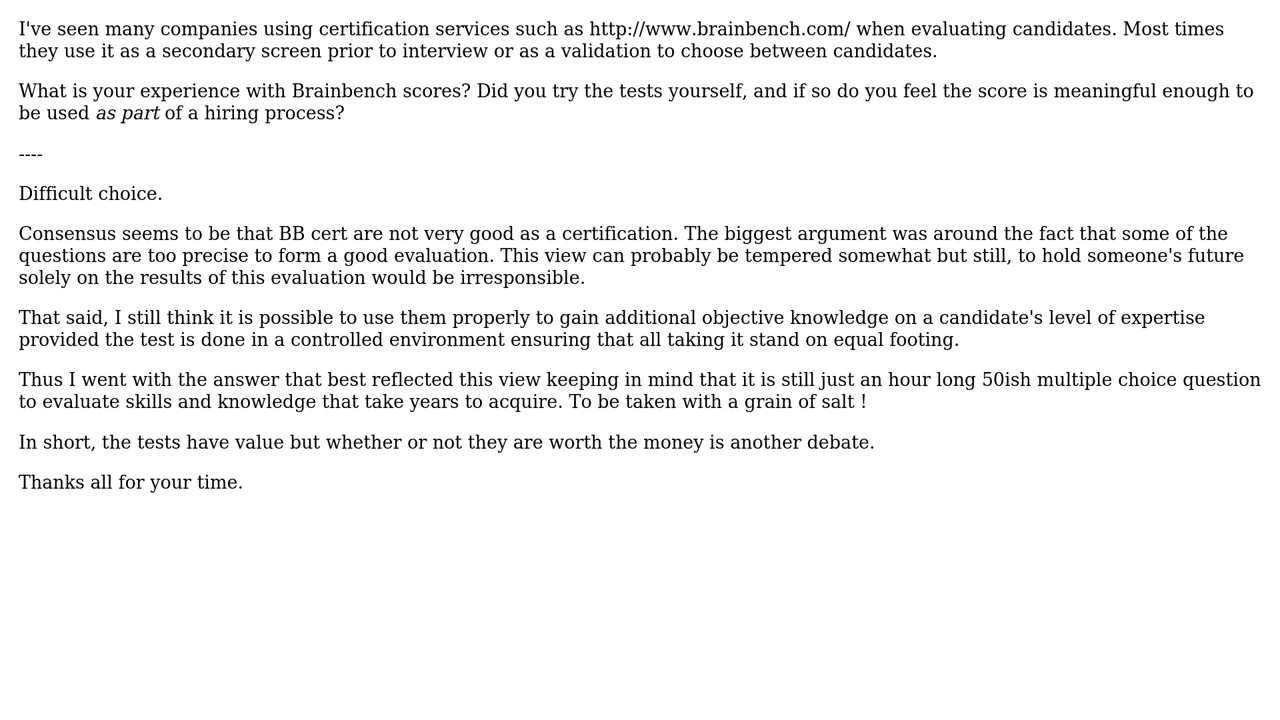 I've seen many companies using certification services such as http://www.brainbench.com/ when evaluating candidates. Most times
they use it as a secondary screen prior to interview or as a validation to choose between candidates.
What is your experience with Brainbench scores? Did you try the tests yourself, and if so do you feel the score is meaningful enough to
be used as part of a hiring process?
----
Difficult choice.
Consensus seems to be that BB cert are not very good as a certification. The biggest argument was around the fact that some of the
questions are too precise to form a good evaluation. This view can probably be tempered somewhat but still, to hold someone's future
solely on the results of this evaluation would be irresponsible.
That said, I still think it is possible to use them properly to gain additional objective knowledge on a candidate's level of expertise
provided the test is done in a controlled environment ensuring that all taking it stand on equal footing.
Thus I went with the answer that best reflected this view keeping in mind that it is still just an hour long 50ish multiple choice question
to evaluate skills and knowledge that take years to acquire. To be taken with a grain of salt !
In short, the tests have value but whether or not they are worth the money is another debate.
Thanks all for your time.